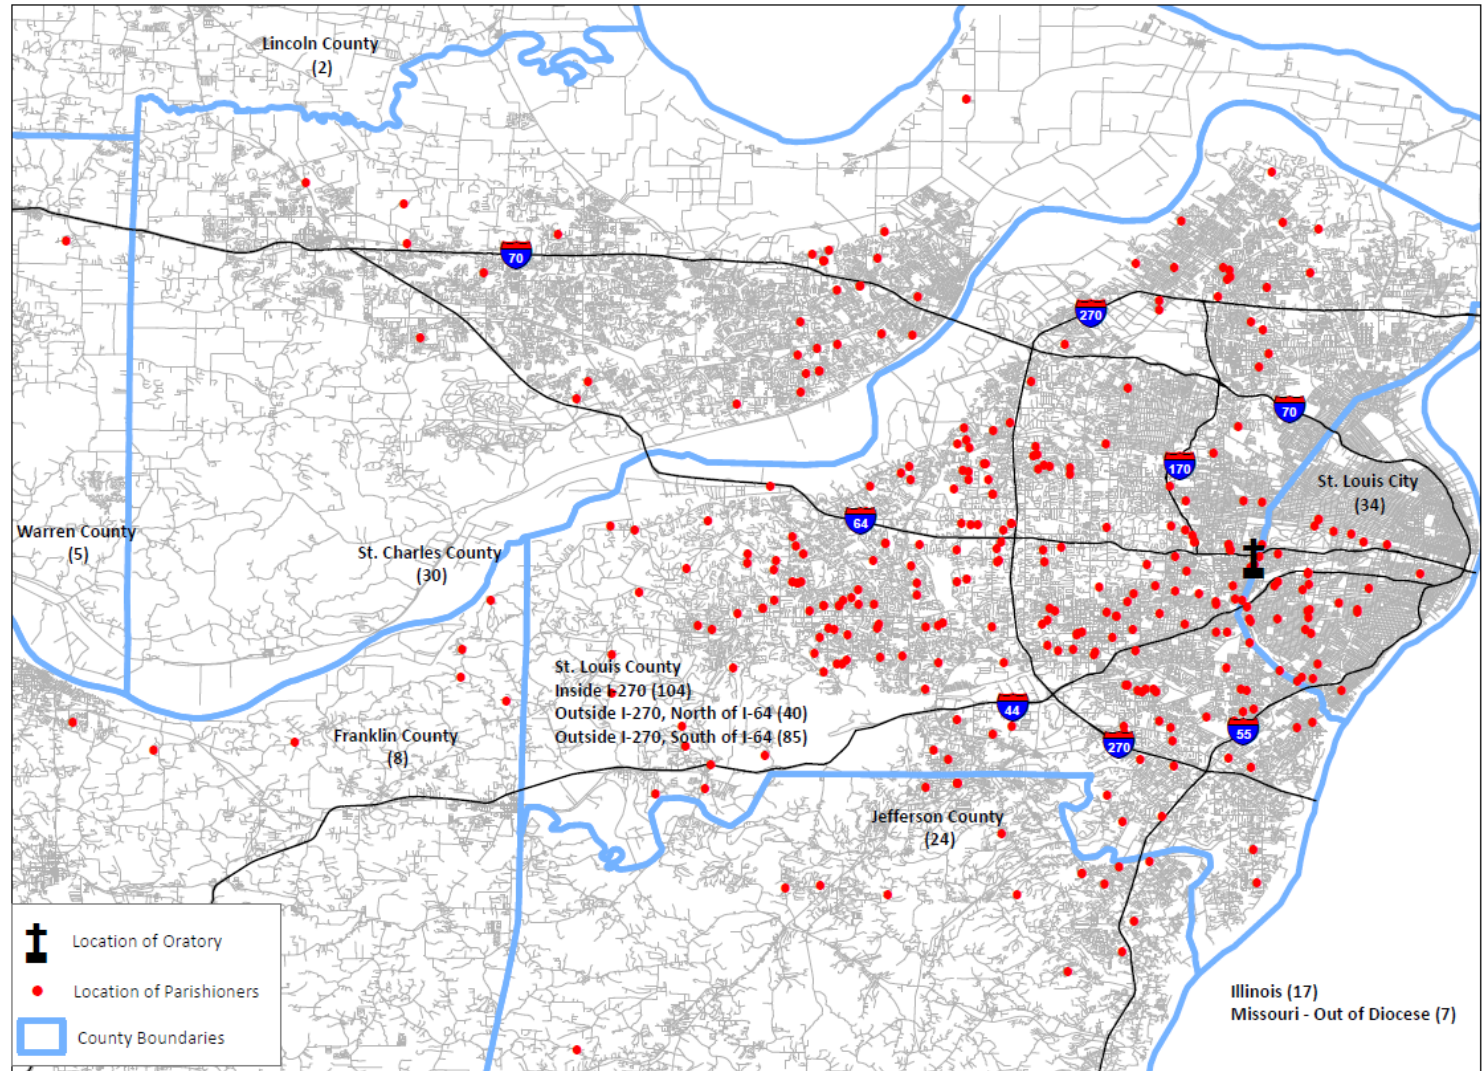 Lincoln County
(2)
70
270
70
170
St. Louis City
(34)
64
Warren County
(5)
St. Charles County
(30)
St. Louis County
Inside I-270 (104)
Outside I-270, North of I-64 (40)
Outside I-270, South of I-64 (85)
44
Franklin County
(8)
55
270
Jefferson County
(24)
Location of Oratory
Location of Parishioners
County Boundaries
Illinois (17)
Missouri - Out of Diocese (7)